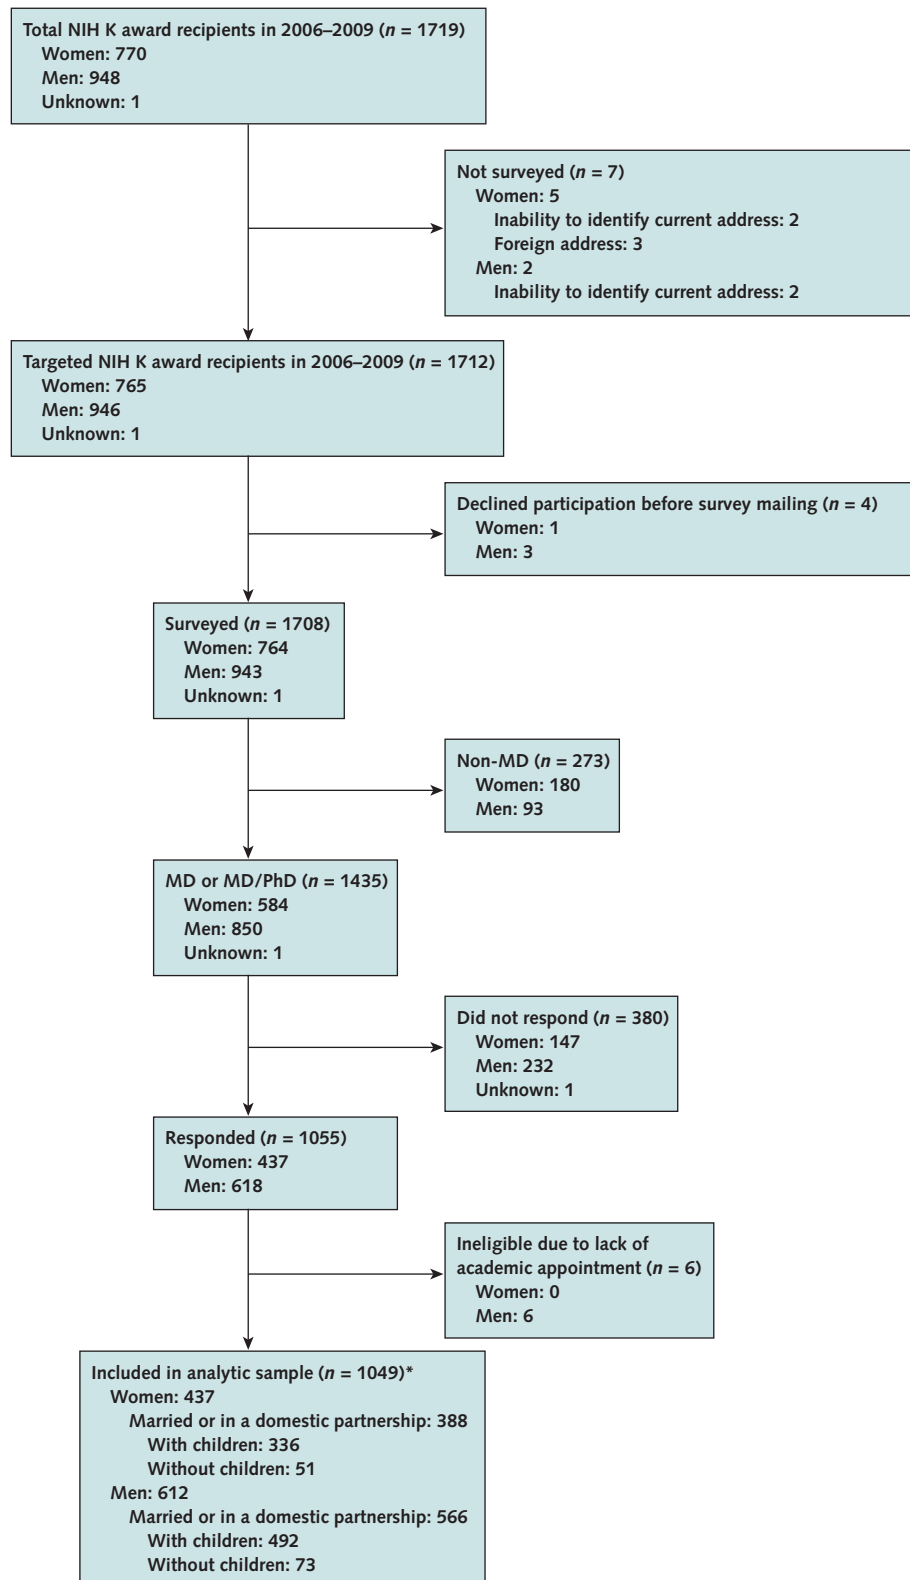 Total NIH K award recipients in 2006–2009 (n = 1719)
Women: 770
Men: 948
Unknown: 1
Not surveyed (n = 7)
Women: 5
Inability to identify current address: 2
Foreign address: 3
Men: 2
Inability to identify current address: 2
Targeted NIH K award recipients in 2006–2009 (n = 1712)
Women: 765
Men: 946
Unknown: 1
Declined participation before survey mailing (n = 4)
Women: 1
Men: 3
Surveyed (n = 1708)
Women: 764
Men: 943
Unknown: 1
Non-MD (n = 273)
Women: 180
Men: 93
MD or MD/PhD (n = 1435)
Women: 584
Men: 850
Unknown: 1
Did not respond (n = 380)
Women: 147
Men: 232
Unknown: 1
Responded (n = 1055)
Women: 437
Men: 618
Ineligible due to lack of
academic appointment (n = 6)
Women: 0
Men: 6
Included in analytic sample (n = 1049)*
Women: 437
Married or in a domestic partnership: 388
With children: 336
Without children: 51
Men: 612
Married or in a domestic partnership: 566
With children: 492
Without children: 73